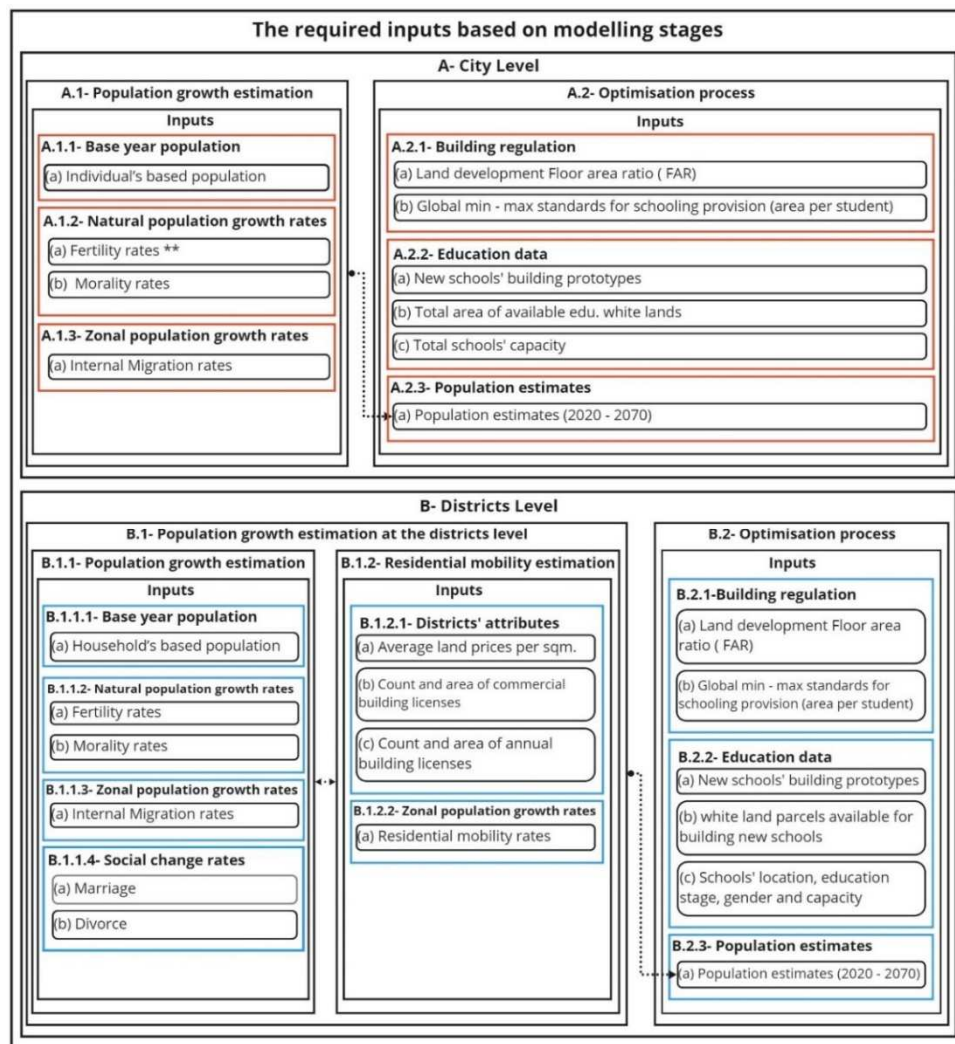 The required inputs based on modelling stages
A- City Level
A.1- Population growth estimation
Inputs
A.1.1- Base year population
(a) Individual's based population
A.1.2- Natural population growth rates
(a) Fertility rates **
(b) Morality rates
A.1.3- Zonal population growth rates
(a) Internal Migration rates
A.2- Optimisation process
Inputs
A.2.1- Building regulation
(a) Land development Floor area ratio ( FAR)
(b) Global min - max standards for schooling provision (area per student)
A.2.2- Education data
(a) New schools' building prototypes
(b) Total area of available edu. white lands
(c) Total schools' capacity
A.2.3- Population estimates
(a) Population estimates (2020 - 2070)
B- Districts Level
B.1- Population growth estimation at the districts level
B.1.1- Population growth estimation
Inputs
B.1.1.1- Base year population
(a) Household's based population
B.1.1.2- Natural population growth rates
(a) Fertility rates
(b) Morality rates
B.1.1.3- Zonal population growth rates
(a) Internal Migration rates
B.1.1.4- Social change rates
(a) Marriage
(b) Divorce
B.1.2- Residential mobility estimation
Inputs
B.1.2.1- Districts' attributes
(a) Average land prices per sqm.
(b) Count and area of commercial
building licenses
(c) Count and area of annual
building licenses
B.1.2.2- Zonal population growth rates
(a) Residential mobility rates
B.2- Optimisation process
Inputs
B.2.1-Building regulation
(a) Land development Floor area
ratio ( FAR)
(b) Global min - max standards for
schooling provision (area per student)
B.2.2- Education data
(a) New schools' building prototypes
(b) white land parcels available for
building new schools
(c) Schools' location, education
stage, gender and capacity
B.2.3- Population estimates
(a) Population estimates (2020 - 2070)